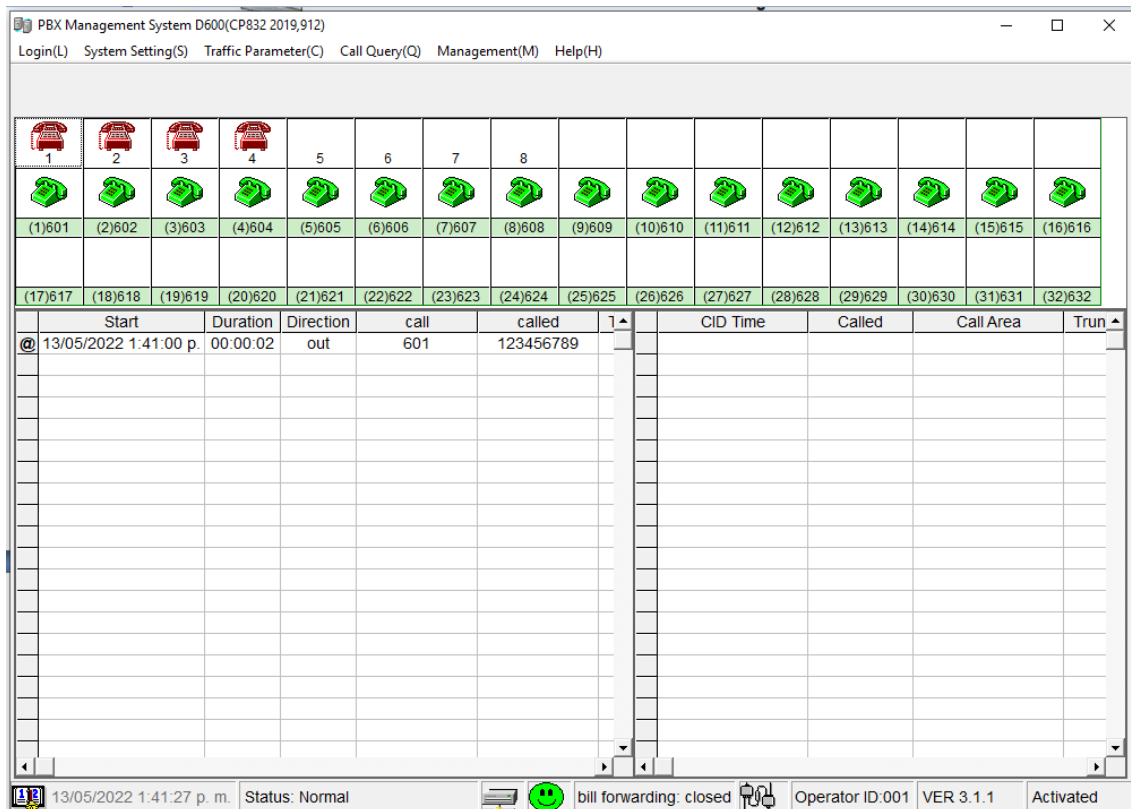 PBX Management System D600(CP832 2019,912)
Login(L) System Setting(S) Traffic Parameter(C) Call Query(Q) Management(M) Help(H)
1 2 3 4 5 6 7 8
(1)601 (2)602 (3)603 (4)604 (5)605 (6)606 (7)607 (8)608 (9)609 (10)610 (11)611 (12)612 (13)613 (14)614 (15)615 (16)616
(17)617 (18)618 (19)619 (20)620 (21)621 (22)622 (23)623 (24)624 (25)625 (26)626 (27)627 (28)628 (29)629 (30)630 (31)631 (32)632
Start Duration Direction call called CID Time Called Call Area Trun
@ 13/05/2022 1:41:00 p. 00:00:02 out 601 123456789
13/05/2022 1:41:27 p. m. Status: Normal bill forwarding: closed Operator ID:001 VER 3.1.1 Activated